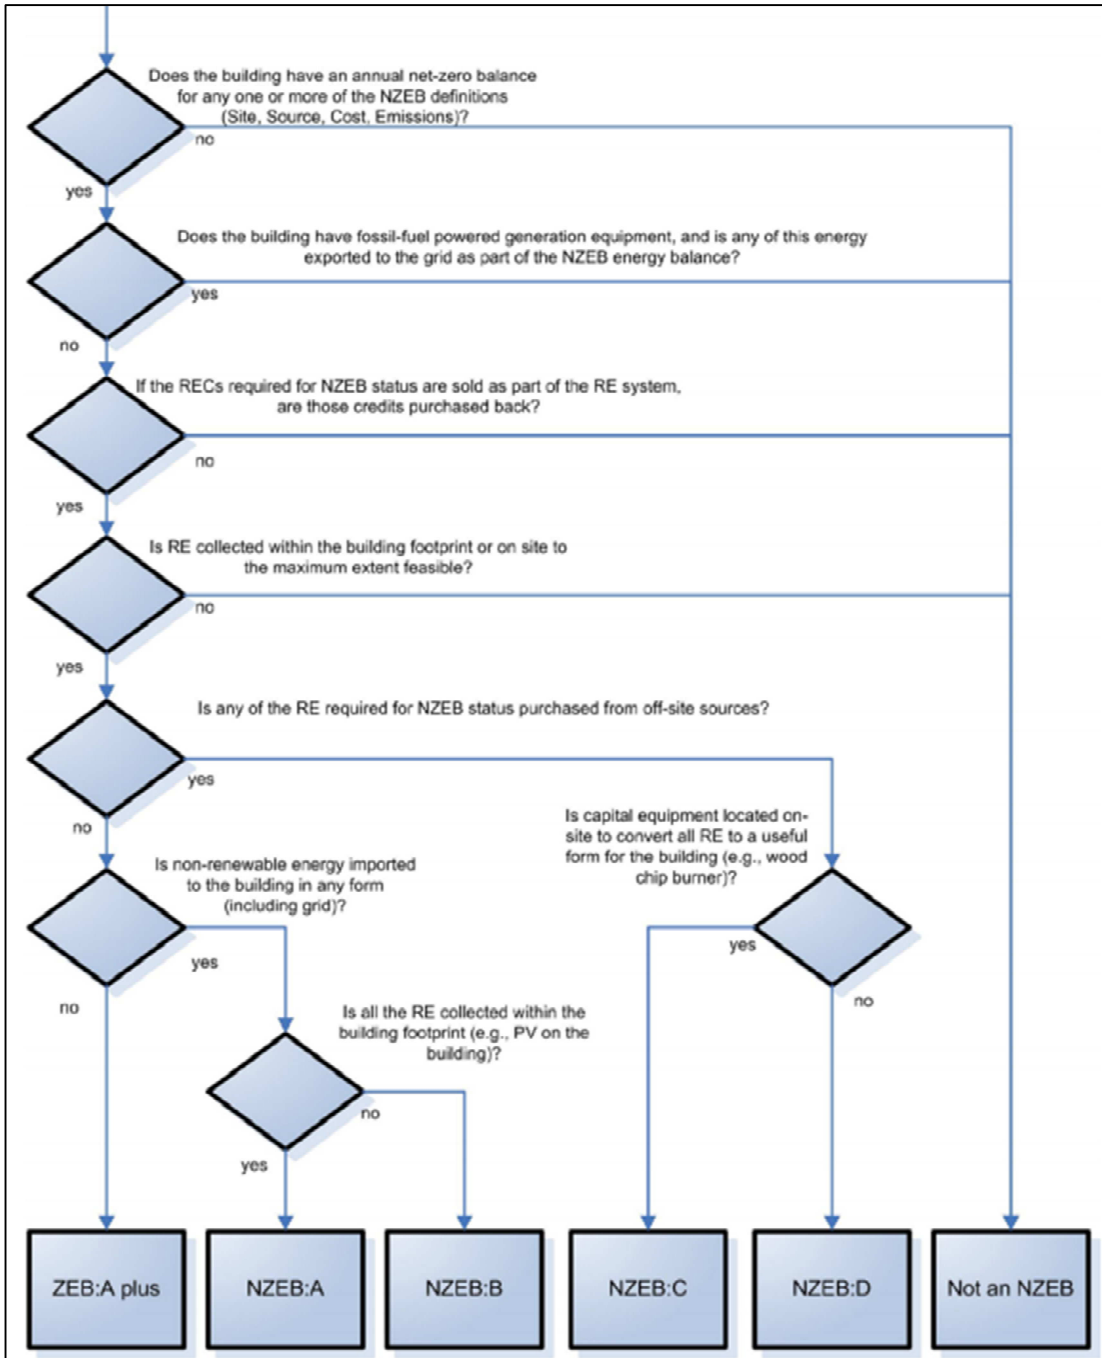 Does the building have an annual net-zero balance
for any one or more of the NZEB definitions
(Site, Source, Cost, Emissions)?
no
yes
Does the building have fossil-fuel powered generation equipment, and is any of this energy
exported to the grid as part of the NZEB energy balance?
yes
no
If the RECs required for NZEB status are sold as part of the RE system,
are those credits purchased back?
no
yes
Is RE collected within the building footprint or on site to
the maximum extent feasible?
no
yes
Is any of the RE required for NZEB status purchased from off-site sources?
yes
no
Is capital equipment located on-
site to convert all RE to a useful
form for the building (e.g., wood
chip burner)?
yes
no
Is non-renewable energy imported
to the building in any form
(including grid)?
yes
no
Is all the RE collected within the
building footprint (e.g., PV on the
building)?
no
yes
ZEB:A plus
NZEB:A
NZEB:B
NZEB:C
NZEB:D
Not an NZEB